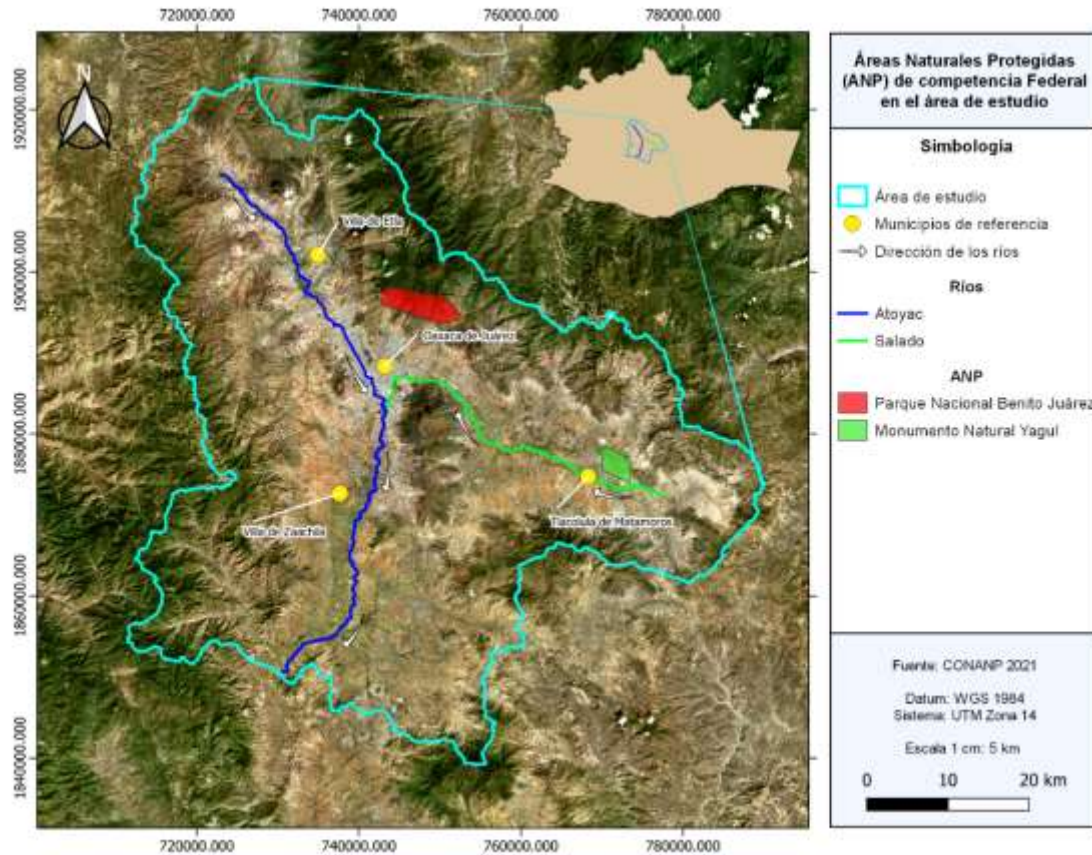 720000.000 740000.000 760000.000 780000.000
1920000.000
1900000.000
1880000.000
1860000.000
1840000.000
N
Villa de Etla
Oaxaca de Juárez
Villa de Zaachila
Tlacolula de Matamoros
720000.000 740000.000 760000.000 780000.000
Áreas Naturales Protegidas
(ANP) de competencia Federal
en el área de estudio
Simbologia
Área de estudio
Municipios de referencia
Dirección de los ríos
Ríos
Atoyac
Salado
ANP
Parque Nacional Benito Juárez
Monumento Natural Yagul
Fuente: CONANP 2021
Datum: WGS 1984
Sistema: UTM Zona 14
Escala 1 cm: 5 km
0 10 20 km